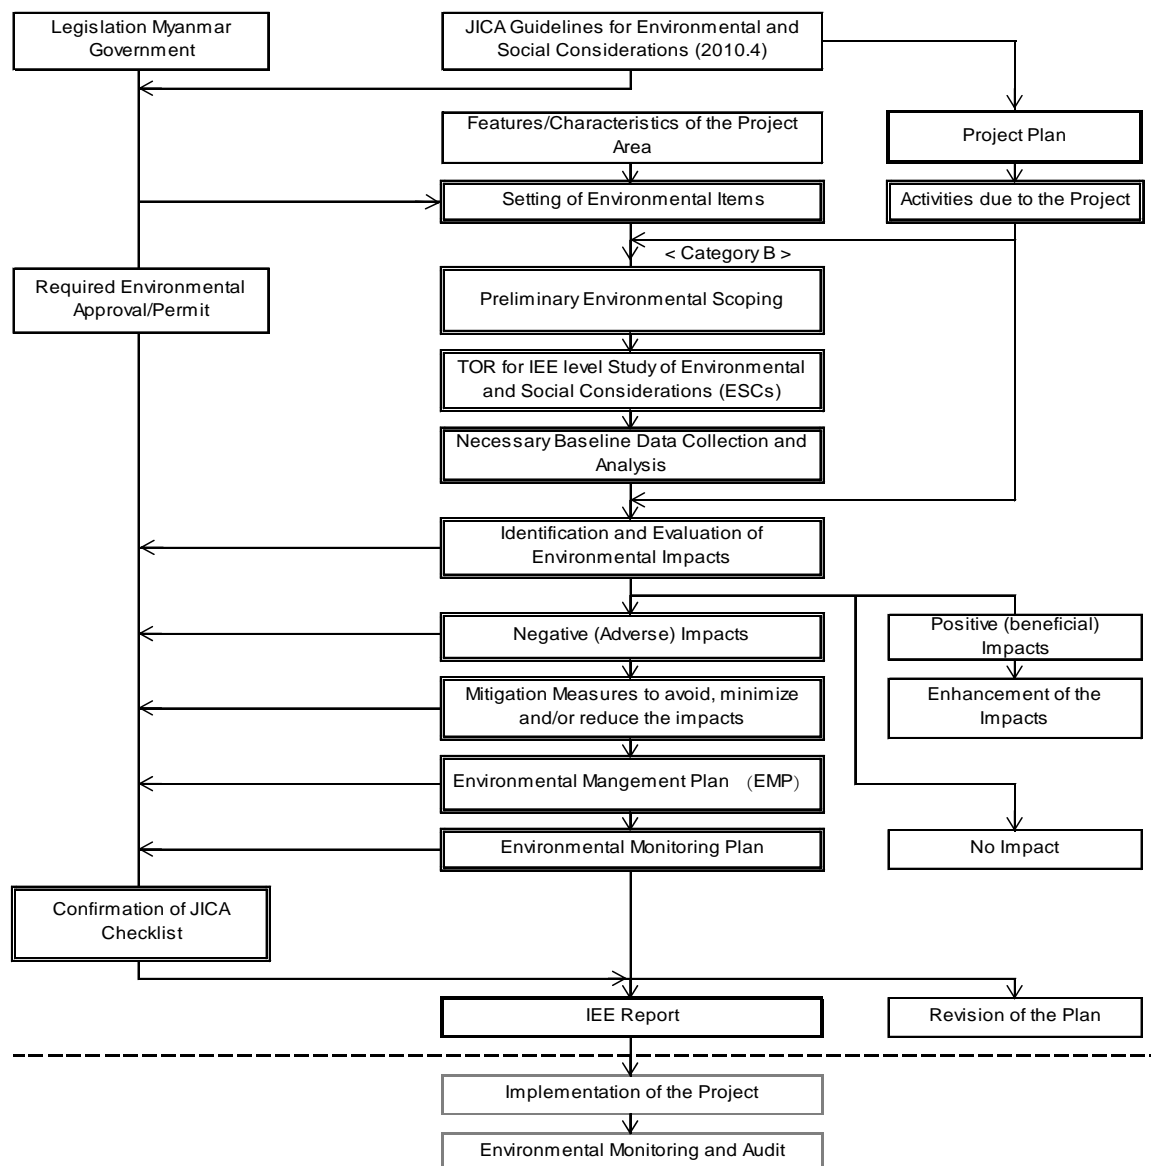 Legislation Myanmar
Government
JICA Guidelines for Environmental and
Social Considerations (2010.4)
Features/Characteristics of the Project
Area
Project Plan
Setting of Environmental Items
Activities due to the Project
< Category B >
Required Environmental
Approval/Permit
Preliminary Environmental Scoping
TOR for IEE level Study of Environmental
and Social Considerations (ESCs)
Necessary Baseline Data Collection and
Analysis
Identification and Evaluation of
Environmental Impacts
Negative (Adverse) Impacts
Positive (beneficial)
Impacts
Mitigation Measures to avoid, minimize
and/or reduce the impacts
Enhancement of the
Impacts
Environmental Mangement Plan （EMP）
Environmental Monitoring Plan
No Impact
Confirmation of JICA
Checklist
IEE Report
Revision of the Plan
Implementation of the Project
Environmental Monitoring and Audit